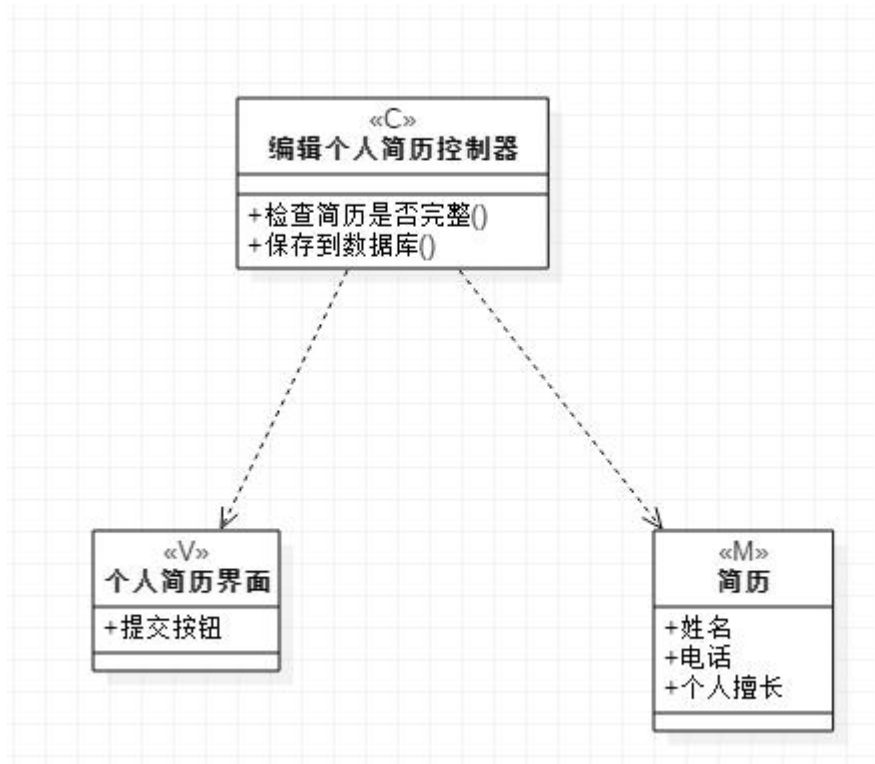 «C»
编辑个人简历控制器
+检查简历是否完整()
+保存到数据库()
«V»
个人简历界面
+提交按钮
«M»
简历
+姓名
+电话
+个人擅长